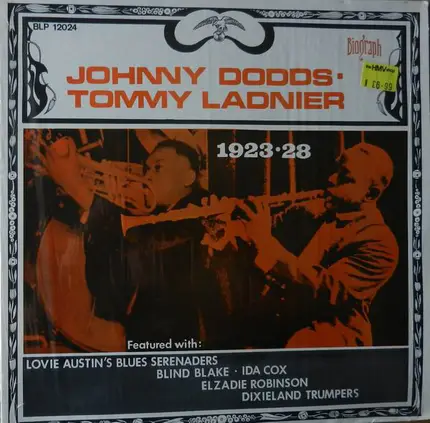 BLP 12024
Biograph
JOHNNY DODDS·
TOMMY LADNIER
1923·28
Featured with:
LOVIE AUSTIN'S BLUES SERENADERS
BLIND BLAKE · IDA COX
ELZADIE ROBINSON
DIXIELAND TRUMPERS